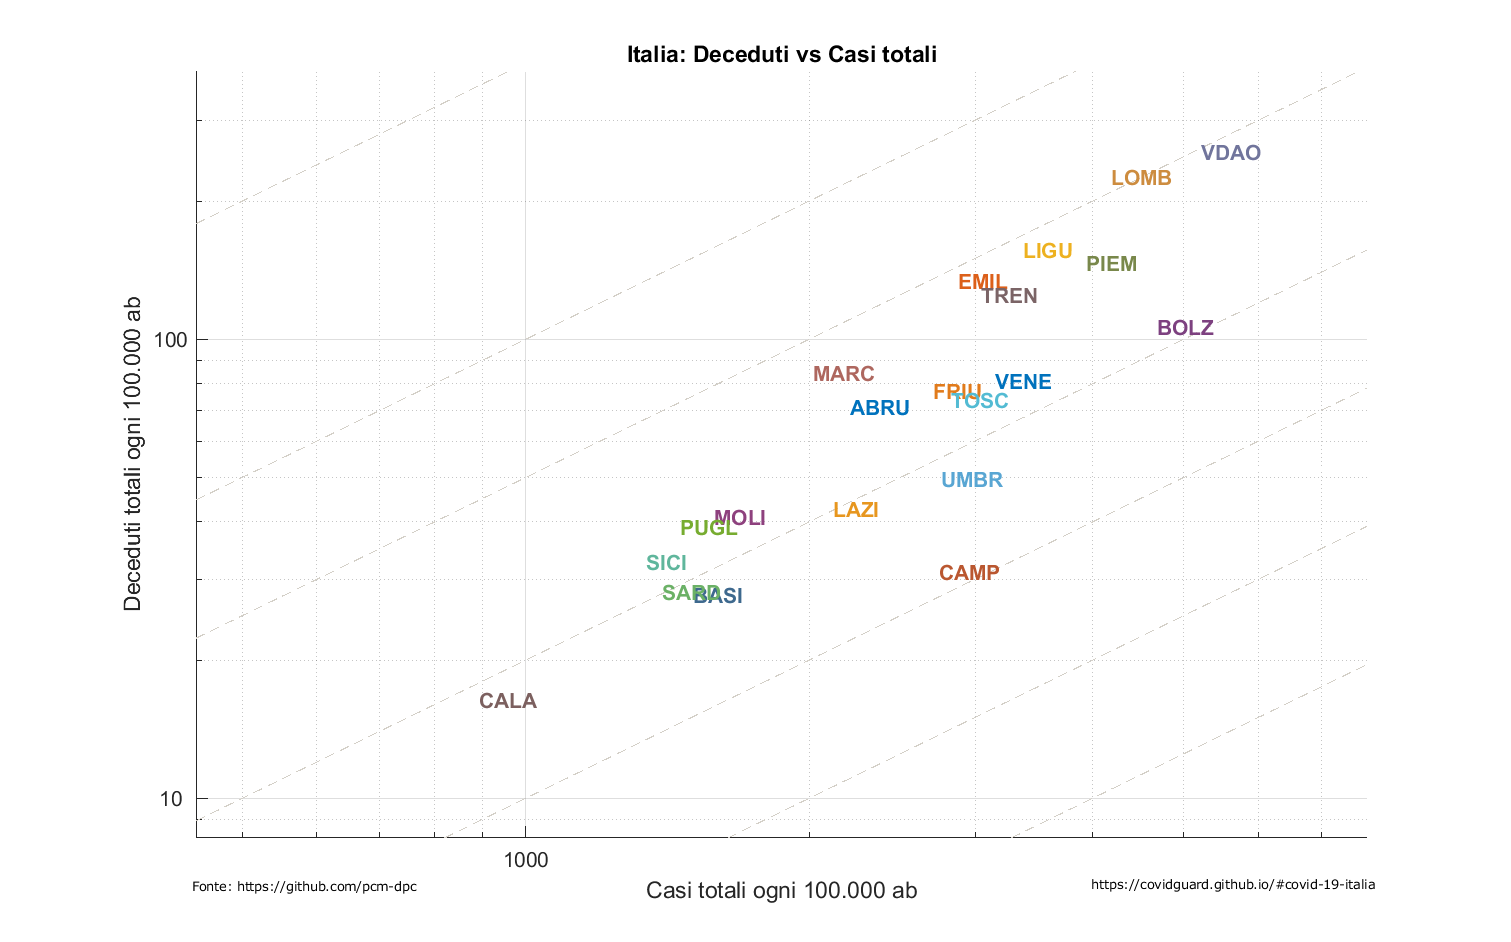 Italia: Deceduti vs Casi totali
VDAO
LOMB
LIGU
PIEM
EMIL
TREN
BOLZ
100
MARC
VENE
FRIU
TOSC
ABRU
UMBR
LAZI
MOLI
PUGL
SICI
CAMP
SARD
BASI
CALA
10
Deceduti totali ogni 100.000 ab
1000
Casi totali ogni 100.000 ab
Fonte: https://github.com/pcm-dpc
https://covidguard.github.io/#covid-19-italia